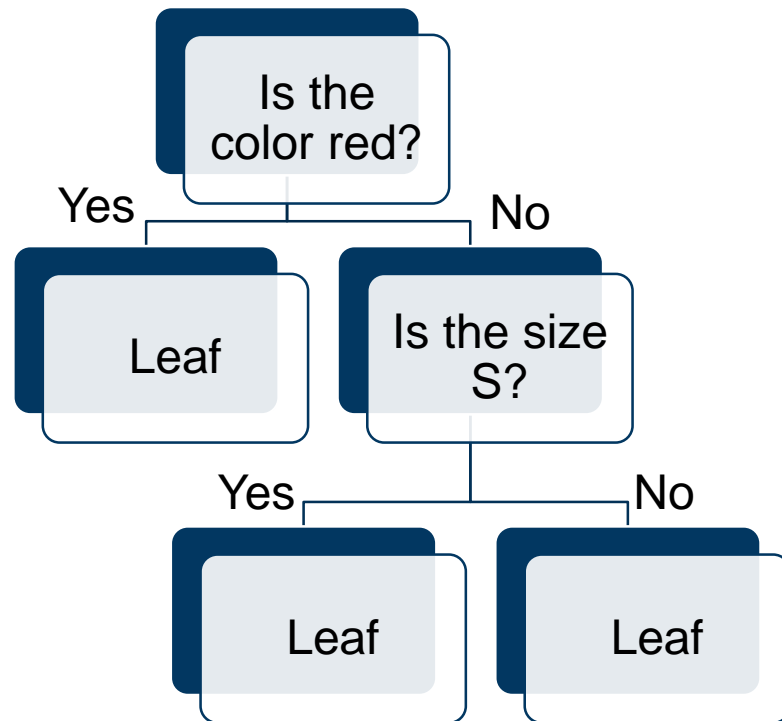 Is the
color red?
Yes
No
Leaf
Is the size
S?
Yes
No
Leaf
Leaf